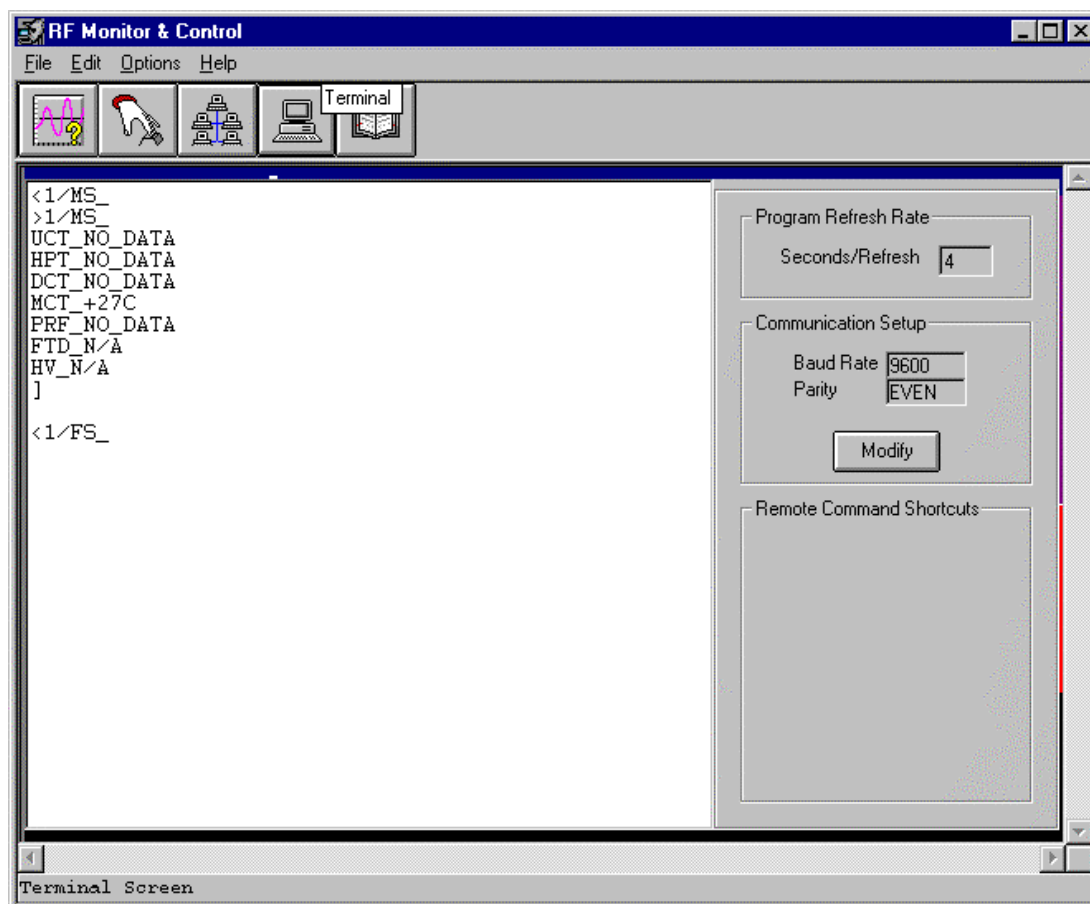 RF Monitor & Control
File Edit Options Help
Terminal
<1/MS_
>1/MS_
UCT_NO_DATA
HPT_NO_DATA
DCT_NO_DATA
MCT_+27C
PRF_NO_DATA
FTD_N/A
HV_N/A
]
<1/FS_
Program Refresh Rate
Seconds/Refresh 4
Communication Setup
Baud Rate 9600
Parity EVEN
Modify
Remote Command Shortcuts
Terminal Screen